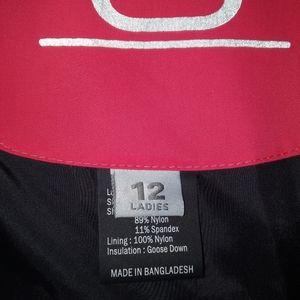 12
LADIES
89% Nylon
11% Spandex
Lining : 100% Nylon
Insulation : Goose Down
MADE IN BANGLADESH